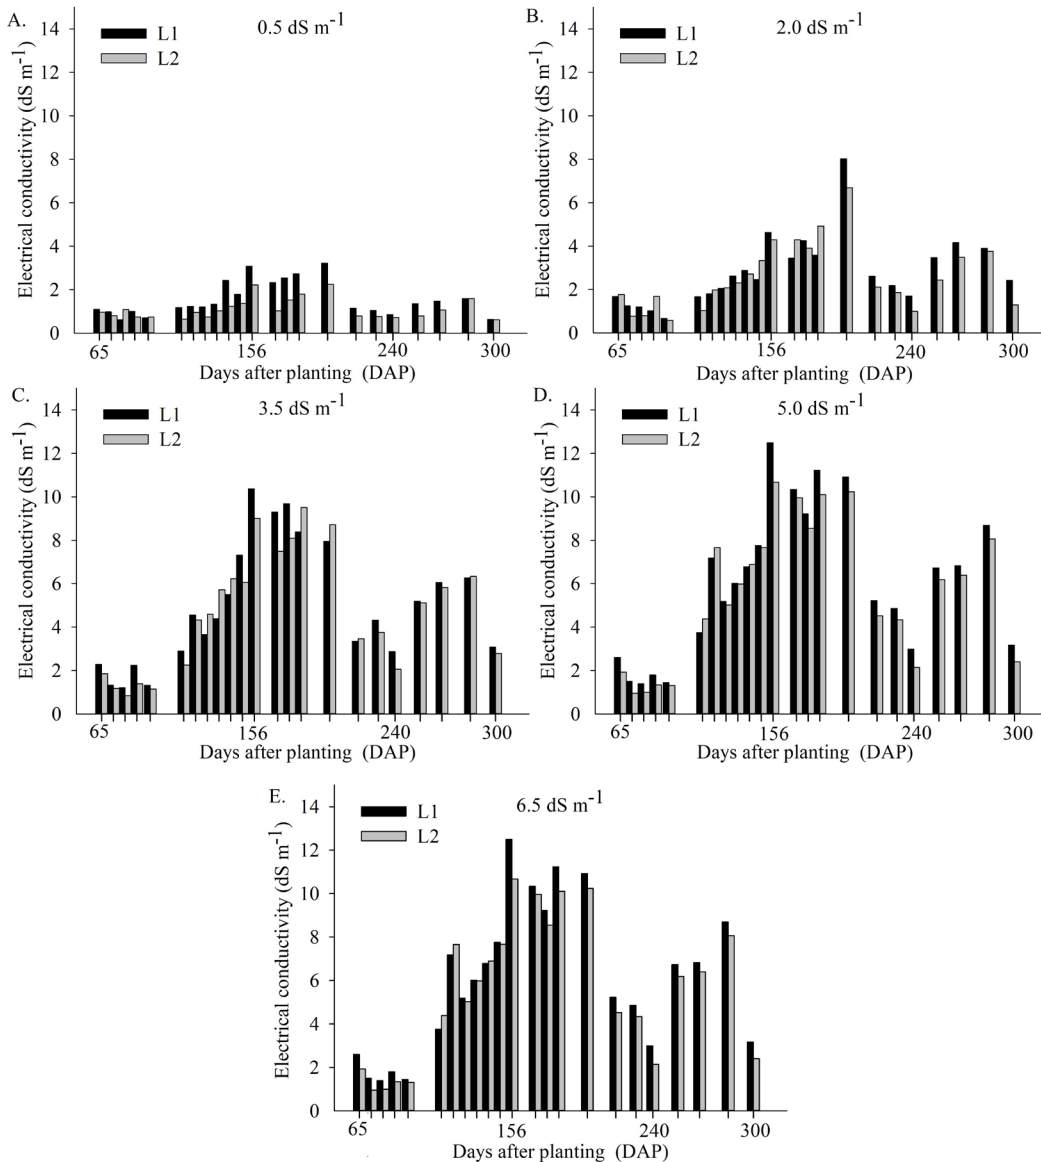 A.
0.5 dS m⁻¹
L1
L2
Electrical conductivity (dS m⁻¹)
14
12
10
8
6
4
2
0
65 156 240 300
Days after planting (DAP)
B.
2.0 dS m⁻¹
L1
L2
Electrical conductivity (dS m⁻¹)
14
12
10
8
6
4
2
0
65 156 240 300
Days after planting (DAP)
C.
3.5 dS m⁻¹
L1
L2
Electrical conductivity (dS m⁻¹)
14
12
10
8
6
4
2
0
65 156 240 300
Days after planting (DAP)
D.
5.0 dS m⁻¹
L1
L2
Electrical conductivity (dS m⁻¹)
14
12
10
8
6
4
2
0
65 156 240 300
Days after planting (DAP)
E.
6.5 dS m⁻¹
L1
L2
Electrical conductivity (dS m⁻¹)
14
12
10
8
6
4
2
0
65 156 240 300
Days after planting (DAP)